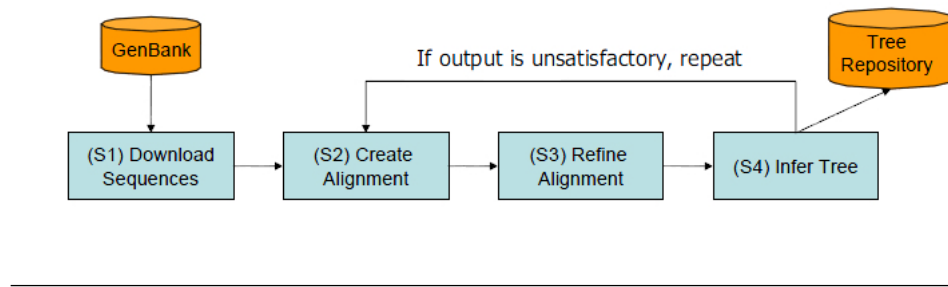 GenBank
Tree
Repository
If output is unsatisfactory, repeat
(S1) Download
Sequences
(S2) Create
Alignment
(S3) Refine
Alignment
(S4) Infer Tree